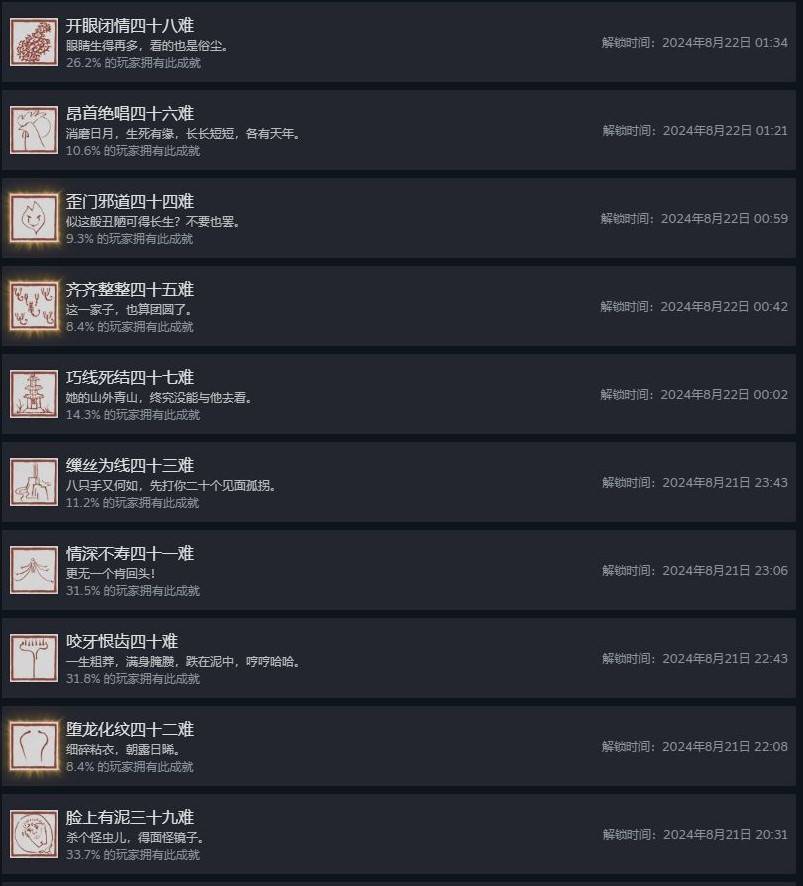 开眼闭情四十八难
眼睛生得再多，看的也是俗尘。
解锁时间：2024年8月22日 01:34
26.2% 的玩家拥有此成就
昂首绝唱四十六难
消磨日月，生死有缘，长长短短，各有天年。
解锁时间：2024年8月22日 01:21
10.6% 的玩家拥有此成就
歪门邪道四十四难
似这般丑陋可得长生？不要也罢。
解锁时间：2024年8月22日 00:59
9.3% 的玩家拥有此成就
齐齐整整四十五难
这一家子，也算团圆了。
解锁时间：2024年8月22日 00:42
8.4% 的玩家拥有此成就
巧线死结四十七难
她的山外青山，终究没能与他去看。
解锁时间：2024年8月22日 00:02
14.3% 的玩家拥有此成就
缫丝为线四十三难
八只手又何如，先打你二十个见面孤拐。
解锁时间：2024年8月21日 23:43
11.2% 的玩家拥有此成就
情深不寿四十一难
更无一个肯回头！
解锁时间：2024年8月21日 23:06
31.5% 的玩家拥有此成就
咬牙恨齿四十难
一生粗莽，满身腌臜，跌在泥中，哼哼哈哈。
解锁时间：2024年8月21日 22:43
31.8% 的玩家拥有此成就
堕龙化纹四十二难
细碎粘衣，朝露日晞。
解锁时间：2024年8月21日 22:08
8.4% 的玩家拥有此成就
脸上有泥三十九难
杀个怪虫儿，得面怪镜子。
解锁时间：2024年8月21日 20:31
33.7% 的玩家拥有此成就